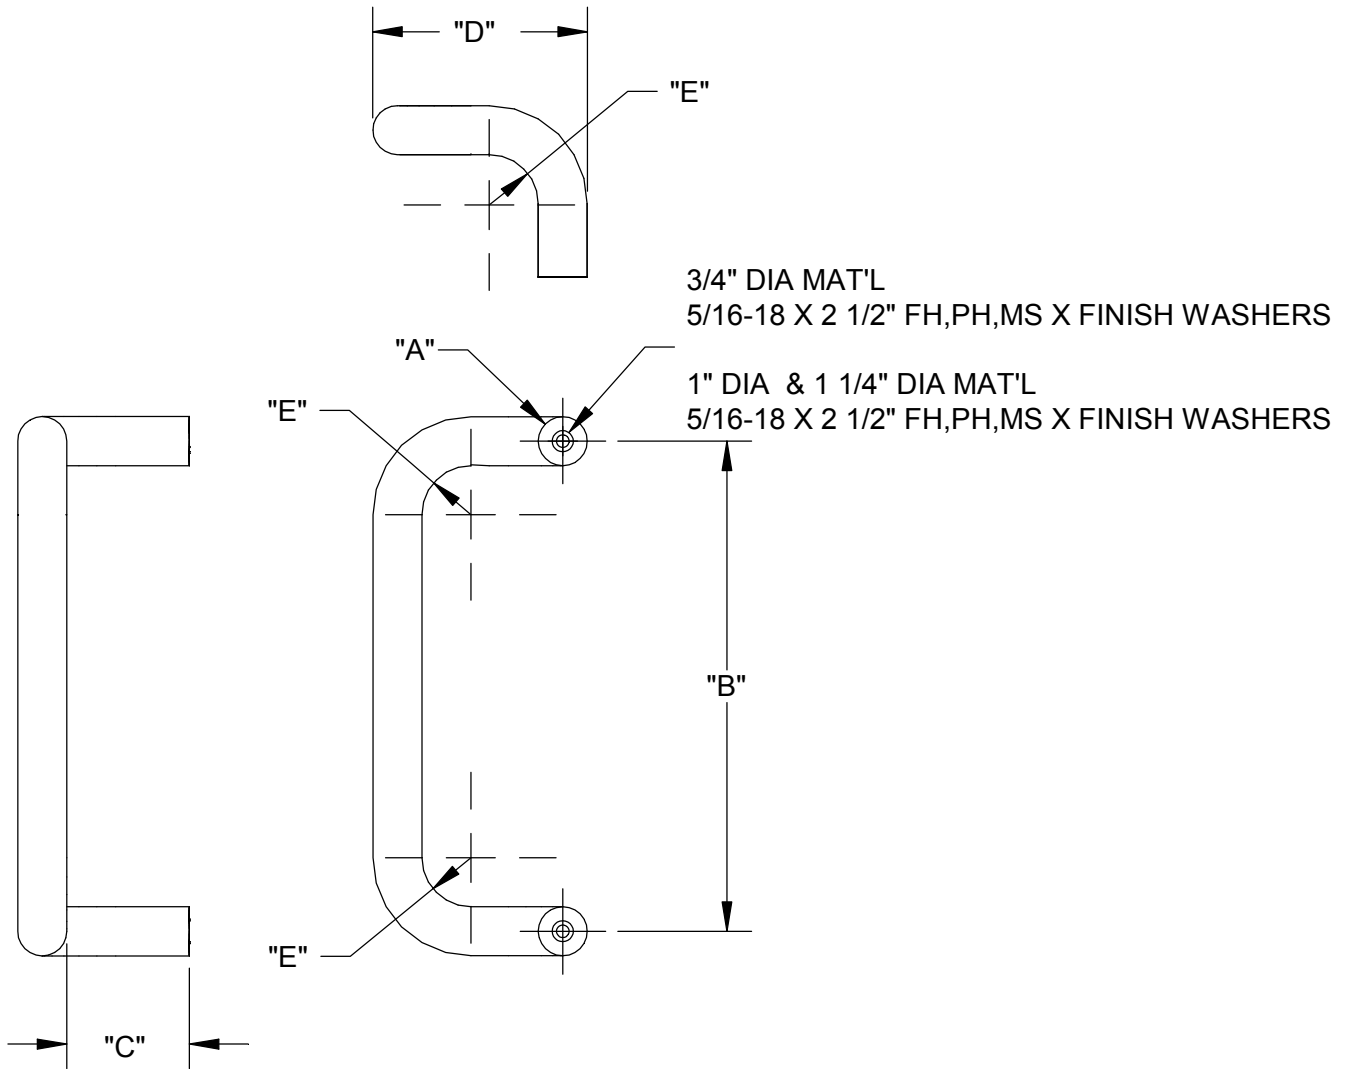 "D"
"E"
3/4" DIA MAT'L
5/16-18 X 2 1/2" FH,PH,MS X FINISH WASHERS
"A"
1" DIA & 1 1/4" DIA MAT'L
5/16-18 X 2 1/2" FH,PH,MS X FINISH WASHERS
"E"
"B"
"E"
"C"